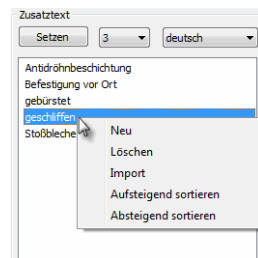 Zusatztext
Setzen 3 deutsch
Antidröhnbeschichtung
Befestigung vor Ort
gebürstet
geschliffen
Stoßbleche
Neu
Löschen
Import
Aufsteigend sortieren
Absteigend sortieren